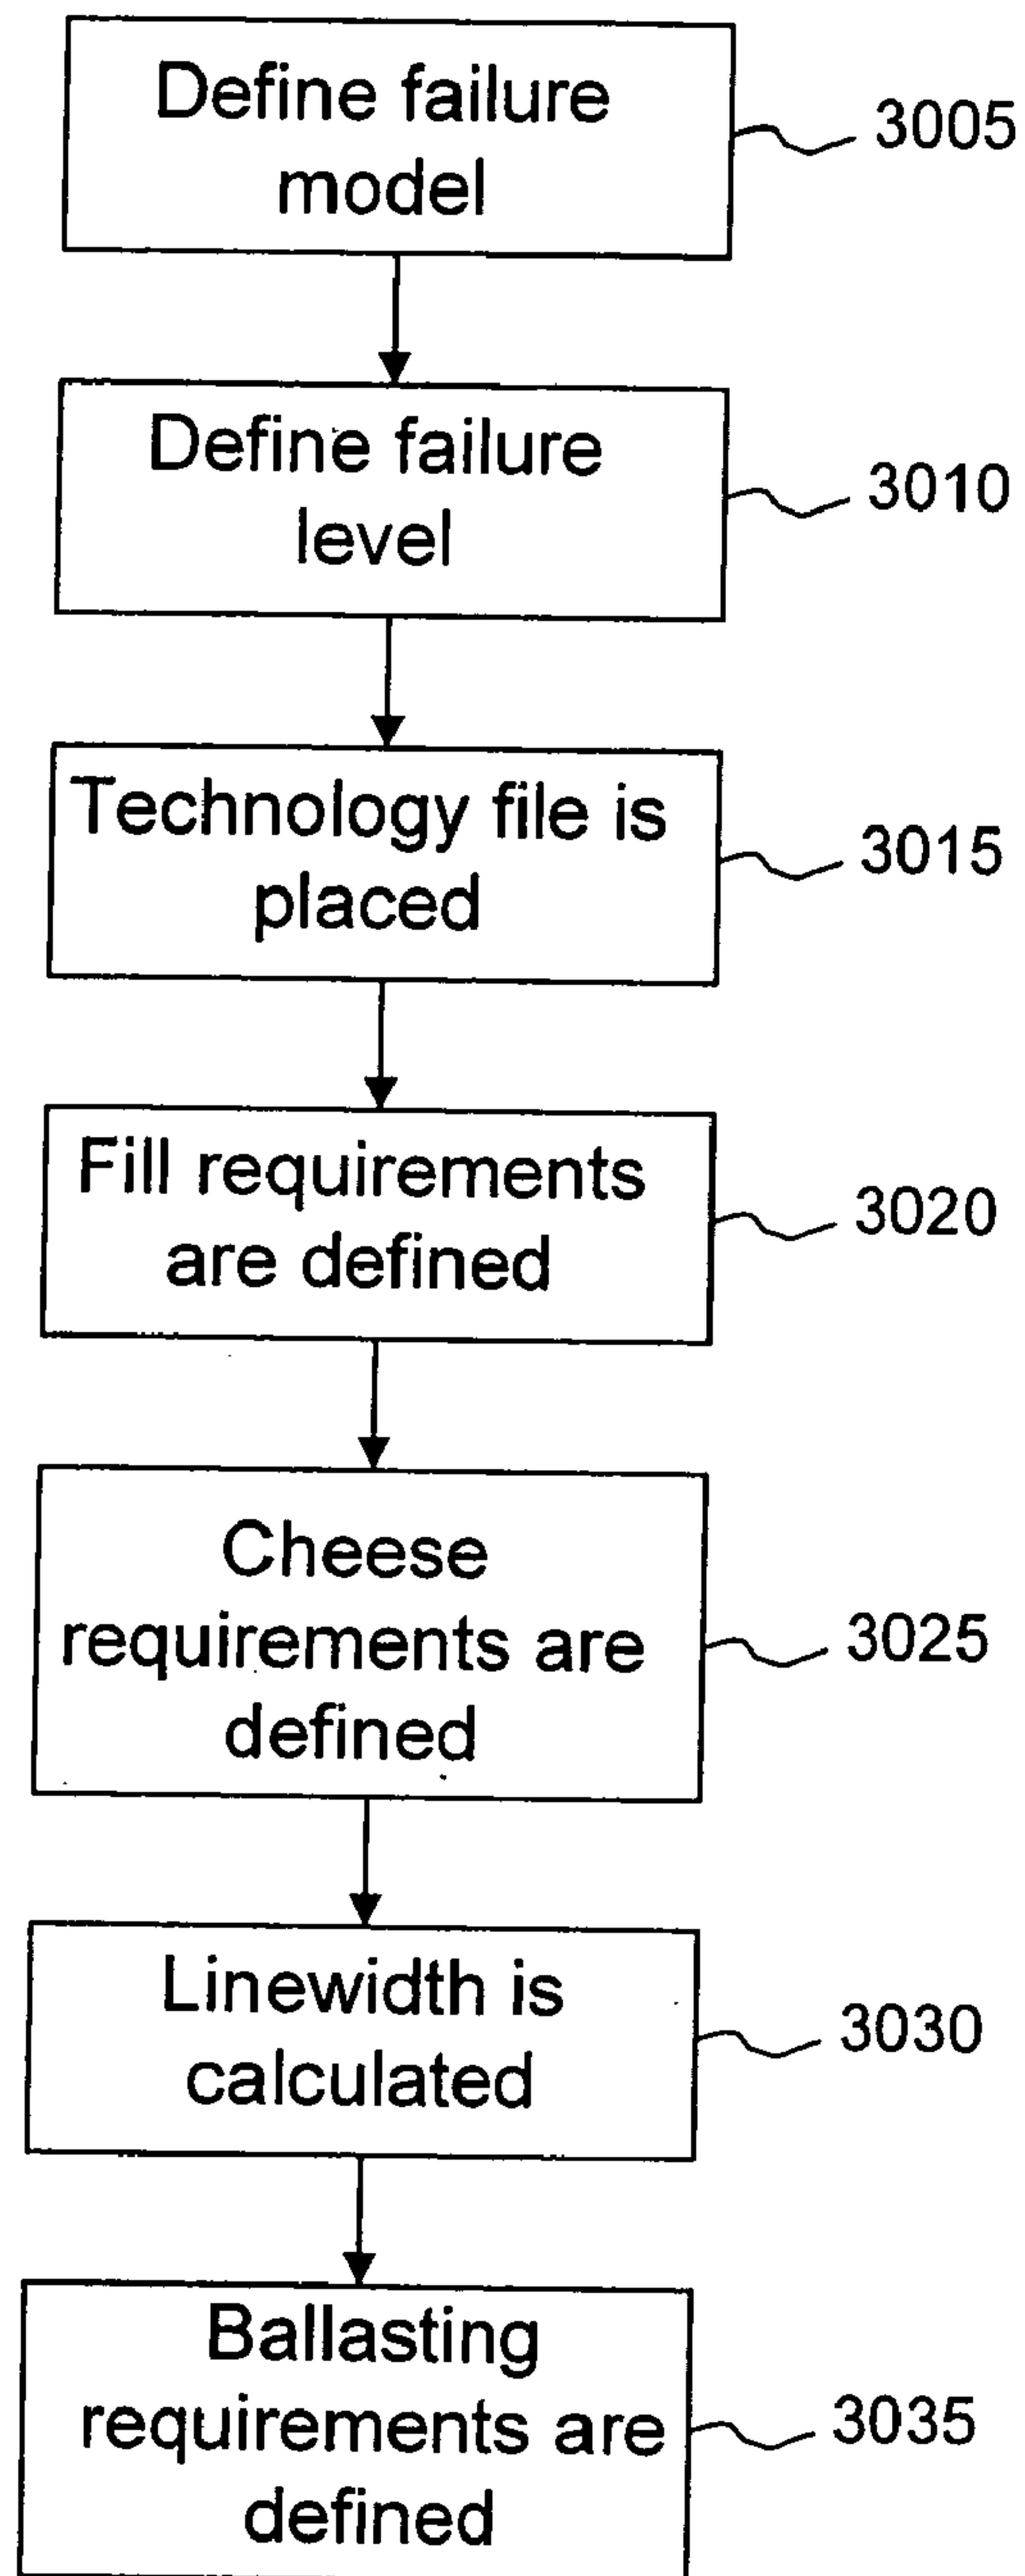 Define failure
model
3005
Define failure
level
3010
Technology file is
placed
3015
Fill requirements
are defined
3020
Cheese
requirements are
defined
3025
Linewidth is
calculated
3030
Ballasting
requirements are
defined
3035